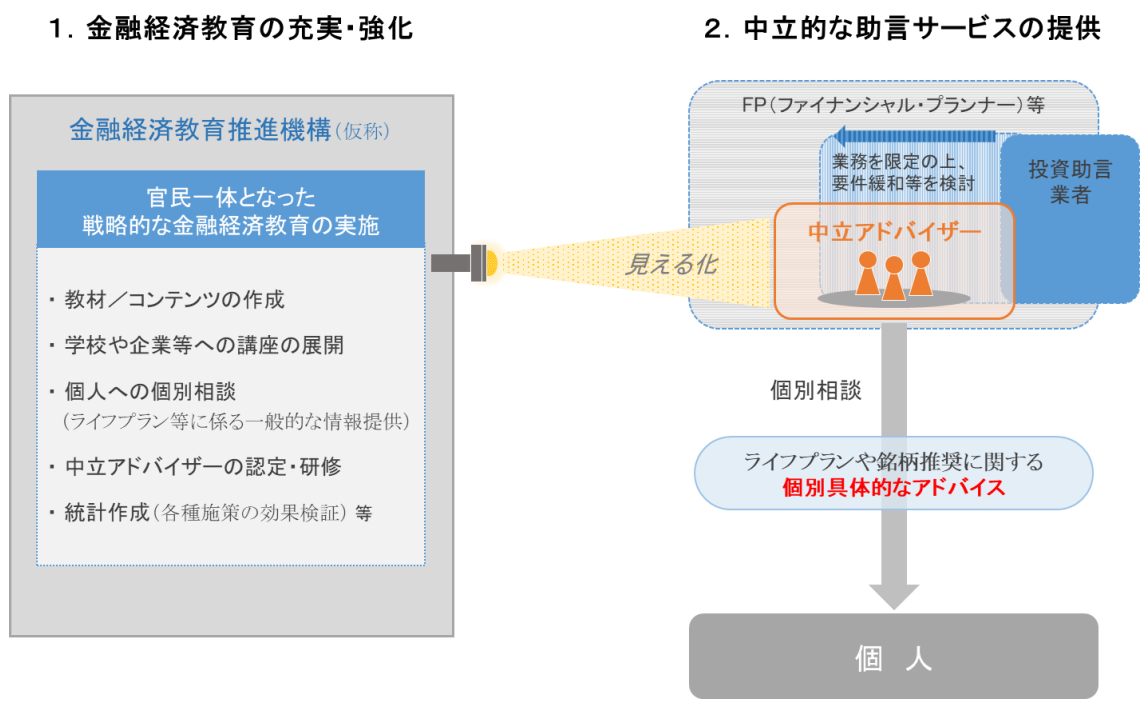 1. 金融経済教育の充実・強化
金融経済教育推進機構(仮称)
官民一体となった
戦略的な金融経済教育の実施
・教材／コンテンツの作成
・学校や企業等への講座の展開
・個人への個別相談
(ライフプラン等に係る一般的な情報提供)
・中立アドバイザーの認定・研修
・統計作成(各種施策の効果検証) 等
見える化
2. 中立的な助言サービスの提供
FP(ファイナンシャル・プランナー)等
業務を限定の上、
要件緩和等を検討
投資助言
業者
中立アドバイザー
個別相談
ライフプランや銘柄推奨に関する
個別具体的なアドバイス
個 人